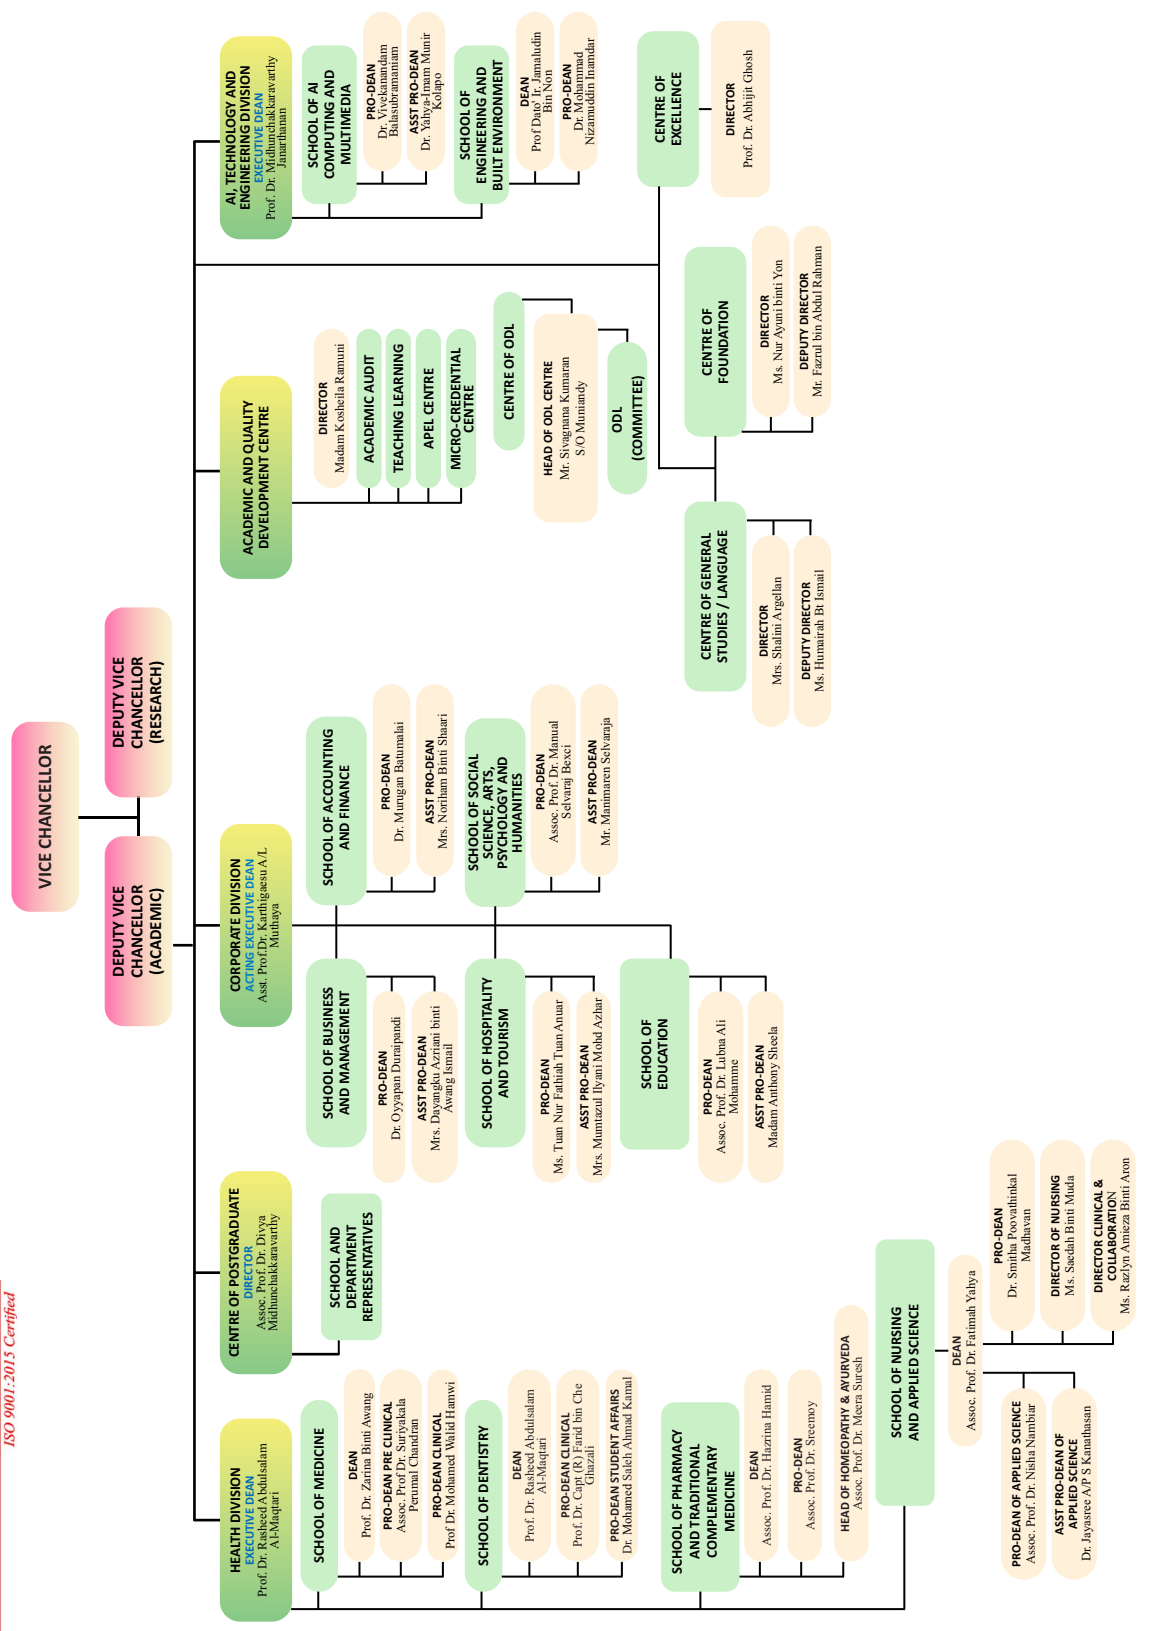 ISO 9001:2015 Certified
VICE CHANCELLOR
DEPUTY VICE
CHANCELLOR
(ACADEMIC)
DEPUTY VICE
CHANCELLOR
(RESEARCH)
HEALTH DIVISION
EXECUTIVE DEAN
Prof. Dr. Rasheed Abdulsalam
Al-Maqtari
SCHOOL OF MEDICINE
DEAN
Prof. Dr. Zarina Binti Awang
PRO-DEAN PRE CLINICAL
Assoc. Prof Dr. Suriyakala
Perumal Chandran
PRO-DEAN CLINICAL
Prof Dr. Mohamed Walid Hamwi
SCHOOL OF DENTISTRY
DEAN
Prof. Dr. Rasheed Abdulsalam
Al-Maqtari
PRO-DEAN CLINICAL
Prof. Dr. Capt (R) Farid bin Che
Ghazali
PRO-DEAN STUDENT AFFAIRS
Dr. Mohamed Saleh Ahmad Kamal
SCHOOL OF PHARMACY
AND TRADITIONAL
COMPLEMENTARY
MEDICINE
DEAN
Assoc. Prof. Dr. Hazrina Hamid
PRO-DEAN
Assoc. Prof. Dr. Sreemoy
HEAD OF HOMEOPATHY & AYURVEDA
Assoc. Prof. Dr. Meera Suresh
SCHOOL OF NURSING
AND APPLIED SCIENCE
DEAN
Assoc. Prof. Dr. Fatimah Yahya
PRO-DEAN OF APPLIED SCIENCE
Assoc. Prof. Dr. Nisha Nambiar
ASST PRO-DEAN OF
APPLIED SCIENCE
Dr. Jayasree A/P S Kanathasan
PRO-DEAN
Dr. Smitha Poovathinkal
Madhavan
DIRECTOR OF NURSING
Ms. Saedah Binti Muda
DIRECTOR CLINICAL &
COLLABORATION
Ms. Razlyn Amieza Binti Aron
CENTRE OF POSTGRADUATE
DIRECTOR
Assoc. Prof. Dr. Divya
Midhunchakkaravarthy
SCHOOL AND
DEPARTMENT
REPRESENTATIVES
CORPORATE DIVISION
ACTING EXECUTIVE DEAN
Asst. Prof.Dr. Karthigaesu A/L
Muthaya
SCHOOL OF BUSINESS
AND MANAGEMENT
PRO-DEAN
Dr. Oyyapan Duraipandi
ASST PRO-DEAN
Mrs. Dayangku Azriani binti
Awang Ismail
SCHOOL OF ACCOUNTING
AND FINANCE
PRO-DEAN
Dr. Murugan Batumalai
ASST PRO-DEAN
Mrs. Noriham Binti Shaari
SCHOOL OF HOSPITALITY
AND TOURISM
PRO-DEAN
Ms. Tuan Nur Fathiah Tuan Anuar
ASST PRO-DEAN
Mrs. Mumtazul Ilyani Mohd Azhar
SCHOOL OF SOCIAL
SCIENCE, ARTS,
PSYCHOLOGY AND
HUMANITIES
PRO-DEAN
Assoc. Prof. Dr. Manual
Selvaraj Bexci
ASST PRO-DEAN
Mr. Manimaren Selvaraja
SCHOOL OF
EDUCATION
PRO-DEAN
Assoc. Prof. Dr. Lubna Ali
Mohamme
ASST PRO-DEAN
Madam Anthony Sheela
ACADEMIC AND QUALITY
DEVELOPMENT CENTRE
DIRECTOR
Madam Kosheila Ramuni
ACADEMIC AUDIT
TEACHING LEARNING
APEL CENTRE
MICRO-CREDENTIAL
CENTRE
CENTRE OF ODL
HEAD OF ODL CENTRE
Mr. Sivagnana Kumaran
S/O Muniandy
ODL
(COMMITTEE)
CENTRE OF GENERAL
STUDIES / LANGUAGE
DIRECTOR
Mrs. Shalini Argellan
DEPUTY DIRECTOR
Ms. Humairah Bt Ismail
CENTRE OF
FOUNDATION
DIRECTOR
Ms. Nur Ayuni binti Yon
DEPUTY DIRECTOR
Mr. Fazrul bin Abdul Rahman
AI, TECHNOLOGY AND
ENGINEERING DIVISION
EXECUTIVE DEAN
Prof. Dr. Midhunchakkaravarthy
Janarthanan
SCHOOL OF AI
COMPUTING AND
MULTIMEDIA
PRO-DEAN
Dr. Vivekanandam
Balasubramaniam
ASST PRO-DEAN
Dr. Yahya-Imam Munir
Kolapo
SCHOOL OF
ENGINEERING AND
BUILT ENVIRONMENT
DEAN
Prof Dato' Ir. Jamaludin
Bin Non
PRO-DEAN
Dr. Mohammad
Nizamuddin Inamdar
CENTRE OF
EXCELLENCE
DIRECTOR
Prof. Dr. Abhijit Ghosh